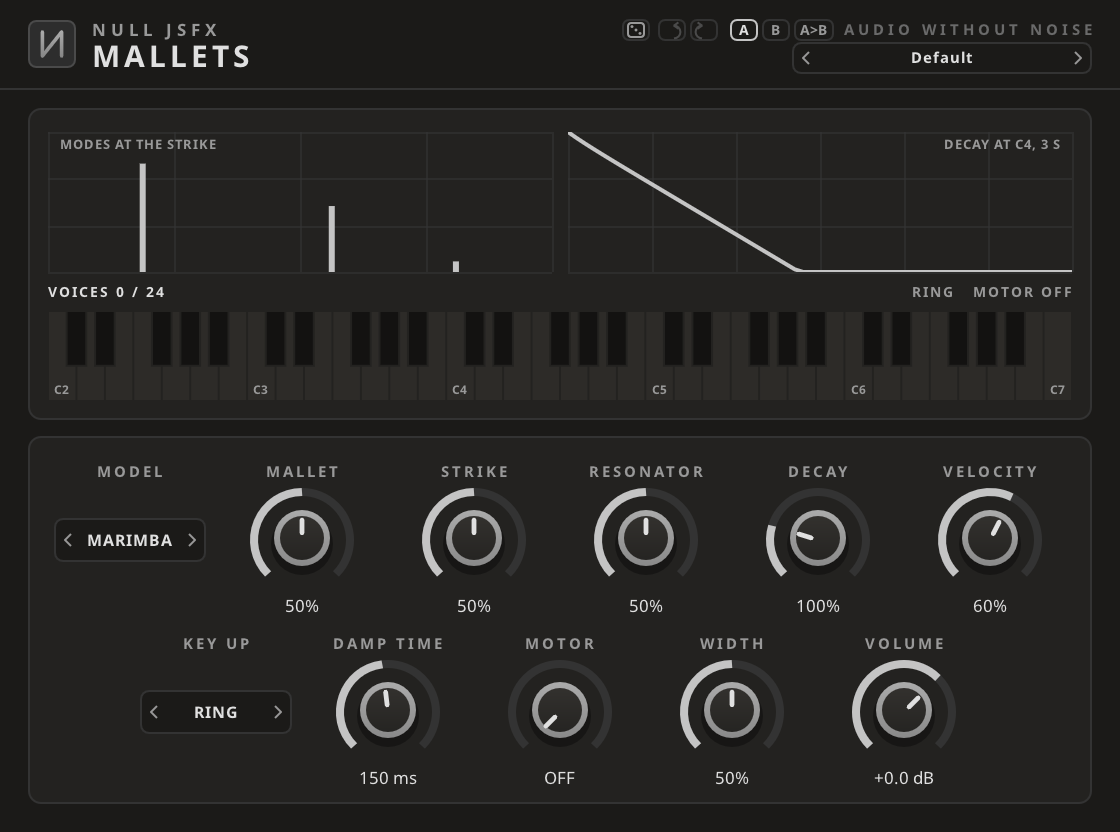 NULL JSFX
MALLETS
A B A>B AUDIO WITHOUT NOISE
Default
MODES AT THE STRIKE
DECAY AT C4, 3 S
VOICES 0 / 24
RING MOTOR OFF
C2 C3 C4 C5 C6 C7
MODEL MALLET STRIKE RESONATOR DECAY VELOCITY
MARIMBA
50% 50% 50% 100% 60%
KEY UP DAMP TIME MOTOR WIDTH VOLUME
RING
150 ms OFF 50% +0.0 dB